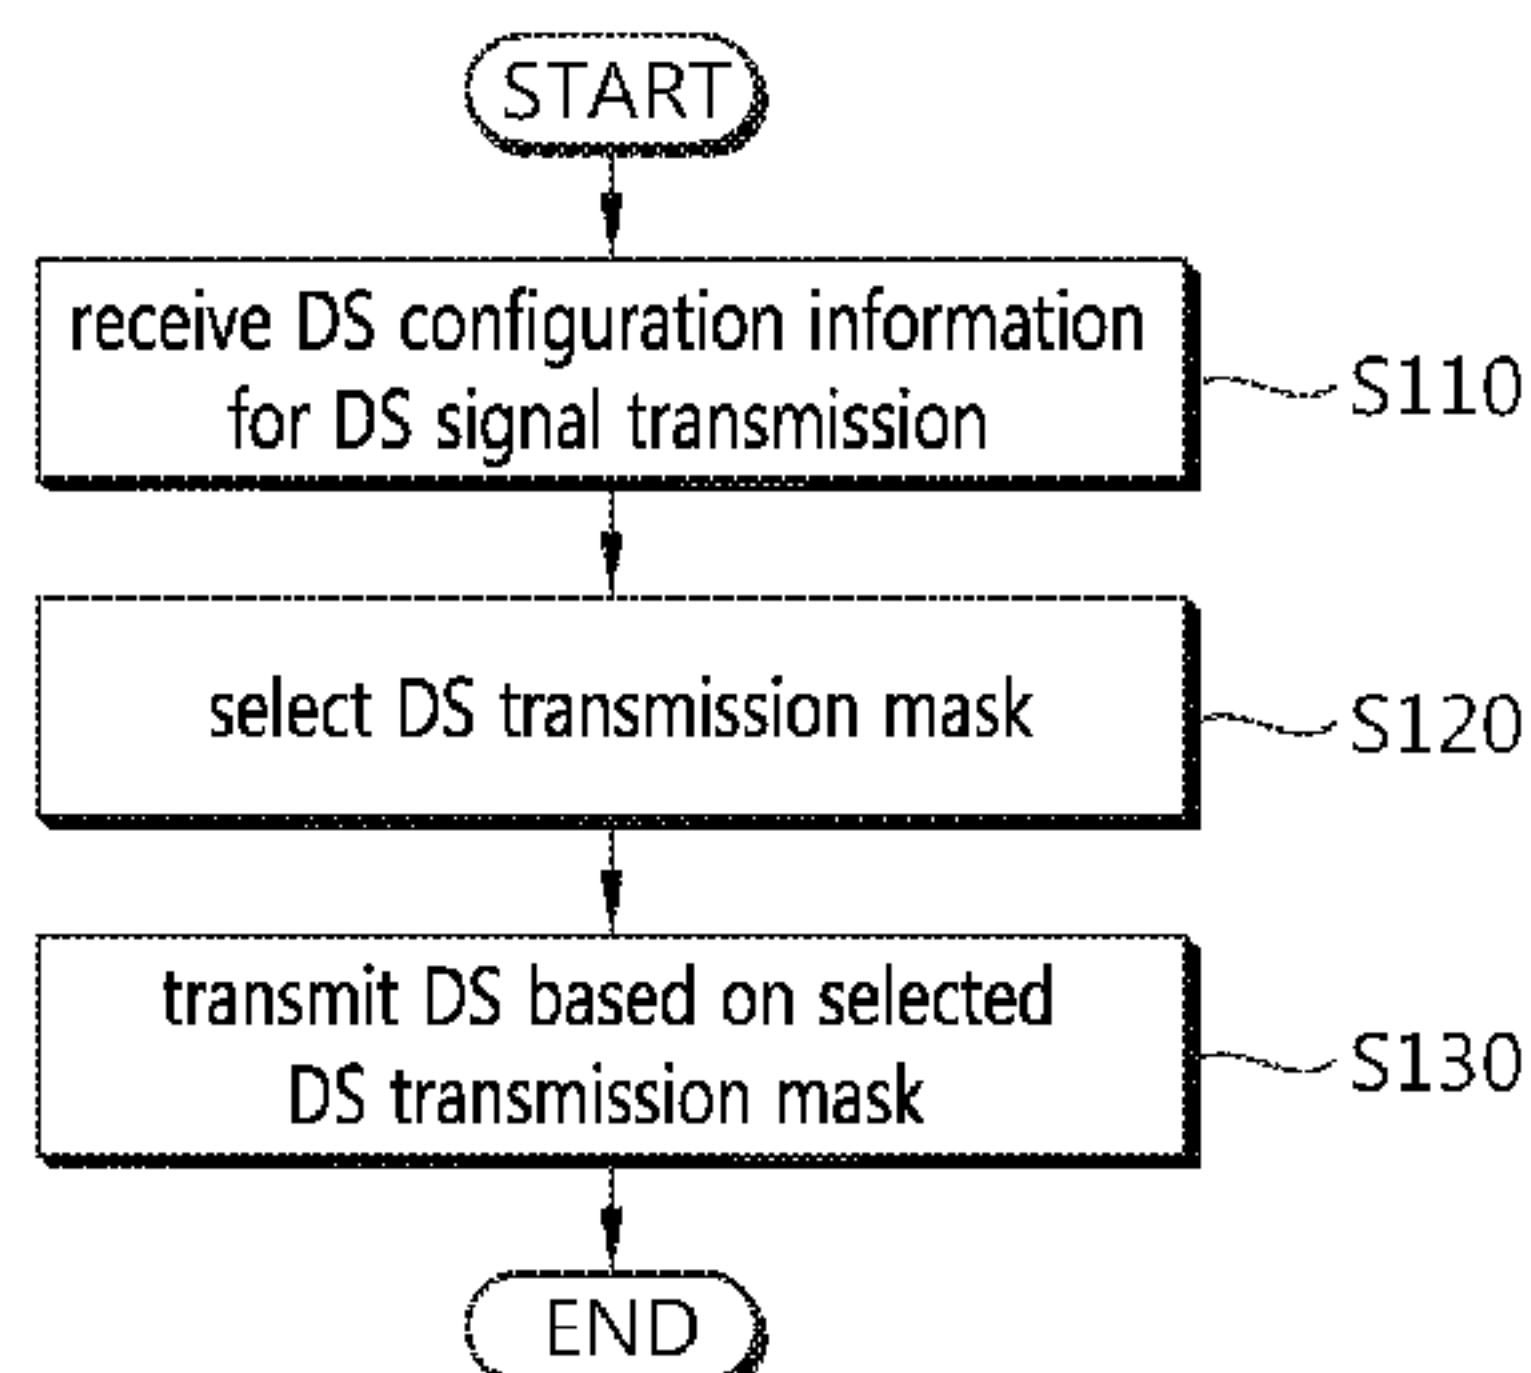 START
receive DS configuration information
for DS signal transmission
S110
select DS transmission mask
S120
transmit DS based on selected
DS transmission mask
S130
END